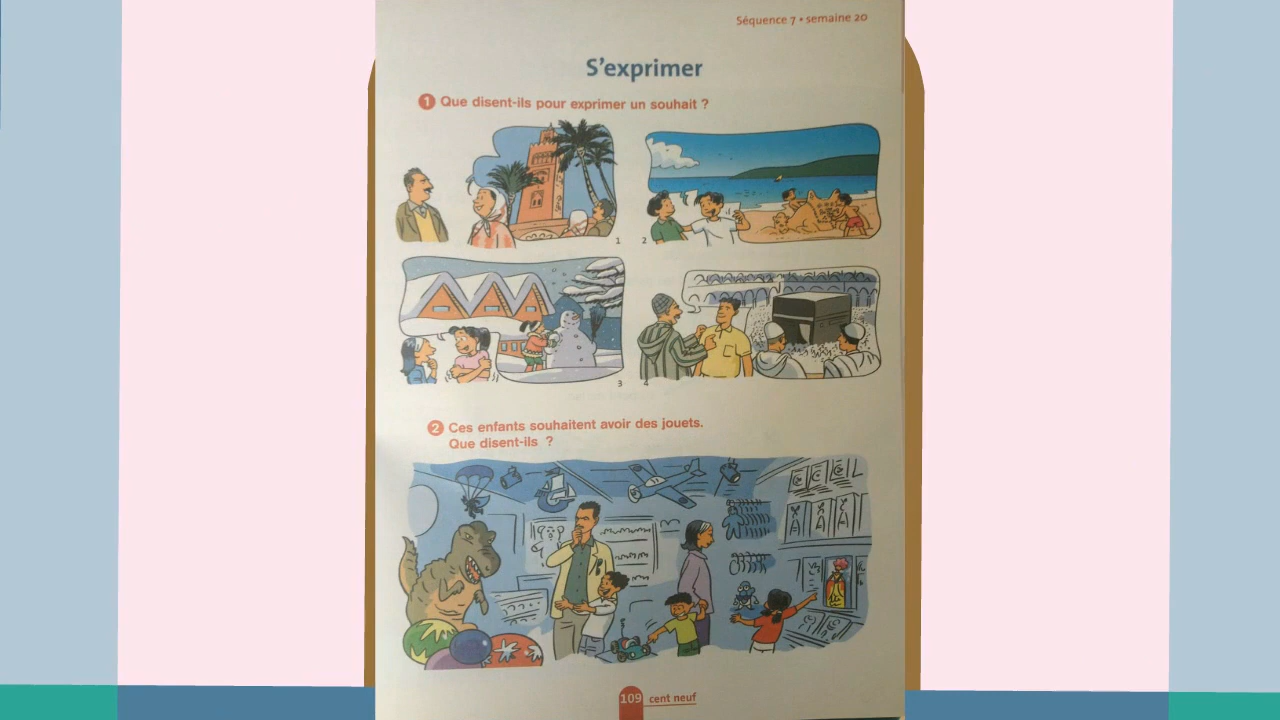 Séquence 7 • semaine 20
S'exprimer
1 Que disent-ils pour exprimer un souhait ?
1
2
3
4
2 Ces enfants souhaitent avoir des jouets.
Que disent-ils ?
109 cent neuf